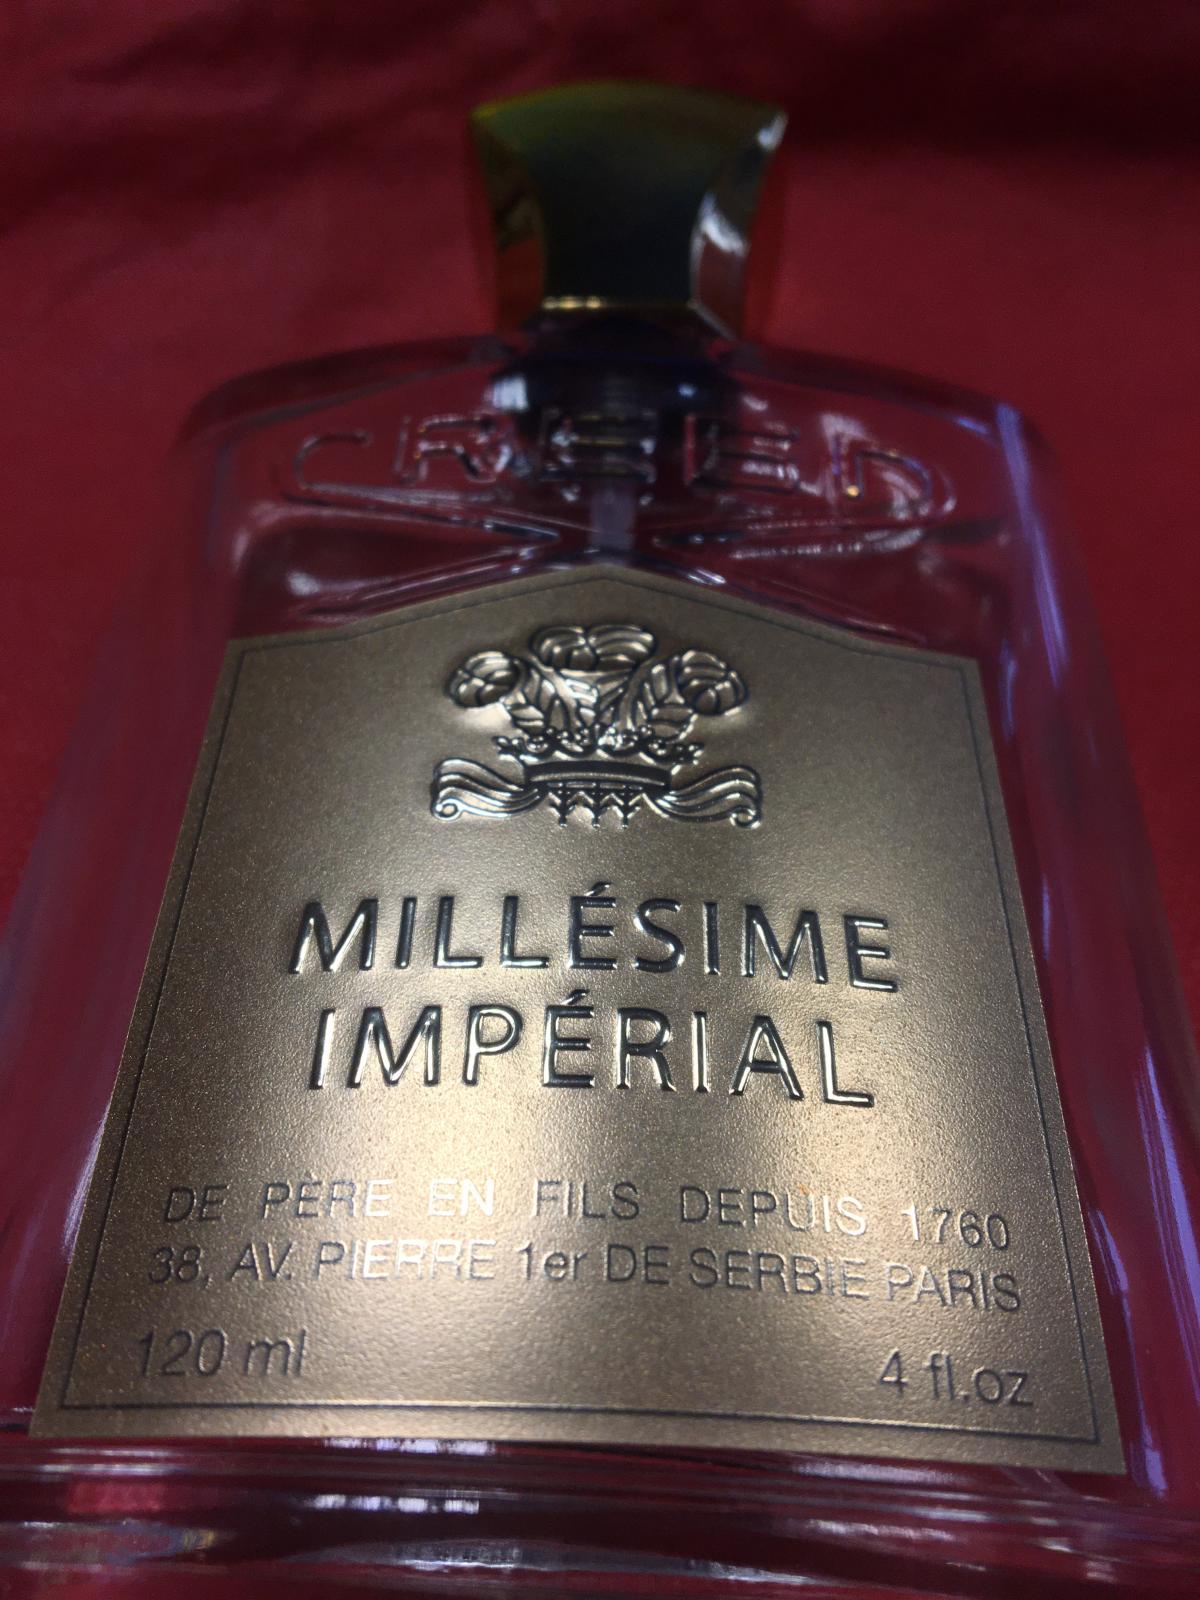 CREED
MILLÉSIME
IMPÉRIAL
DE PÈRE EN FILS DEPUIS 1760
38, AV. PIERRE 1er DE SERBIE PARIS
120 ml 4 fl.oz